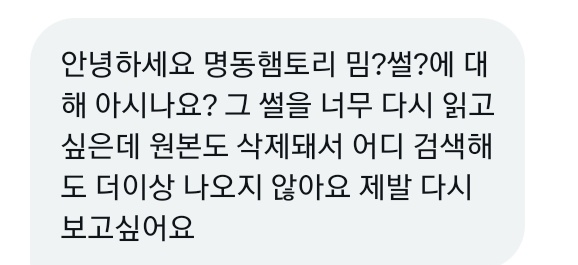 안녕하세요 명동햄토리 밈?썰?에 대
해 아시나요? 그 썰을 너무 다시 읽고
싶은데 원본도 삭제돼서 어디 검색해
도 더이상 나오지 않아요 제발 다시
보고싶어요